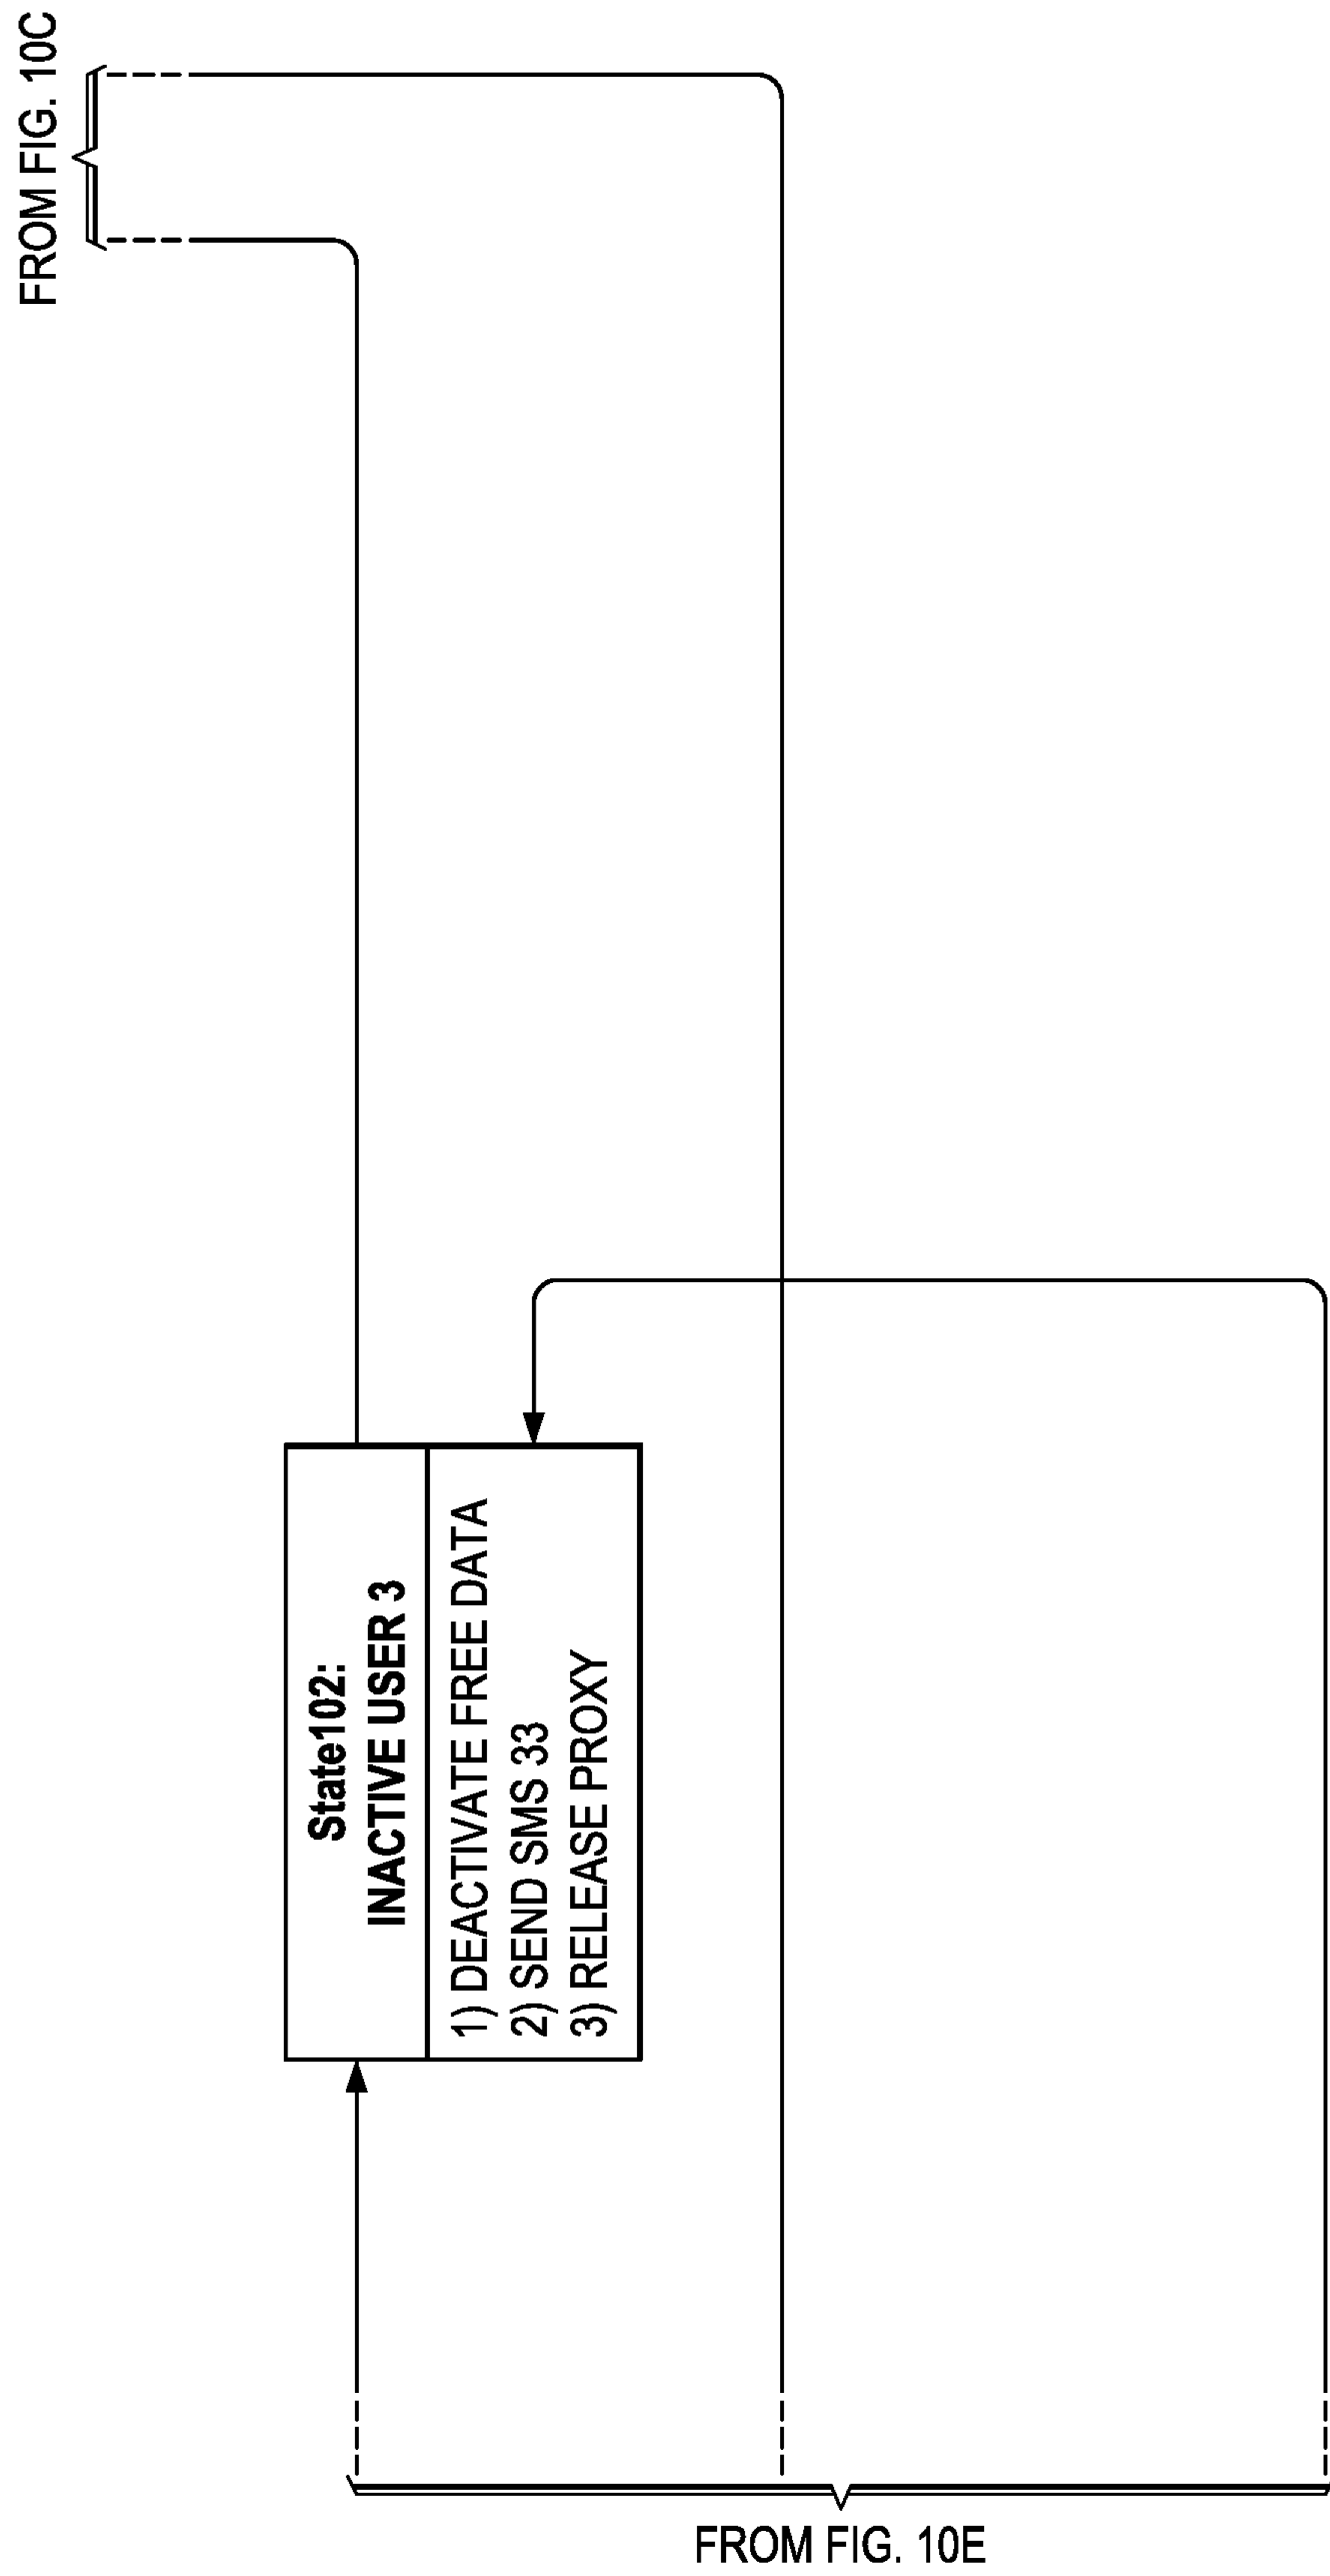 FROM FIG. 10C
State102:
INACTIVE USER 3
1) DEACTIVATE FREE DATA
2) SEND SMS 33
3) RELEASE PROXY
FROM FIG. 10E